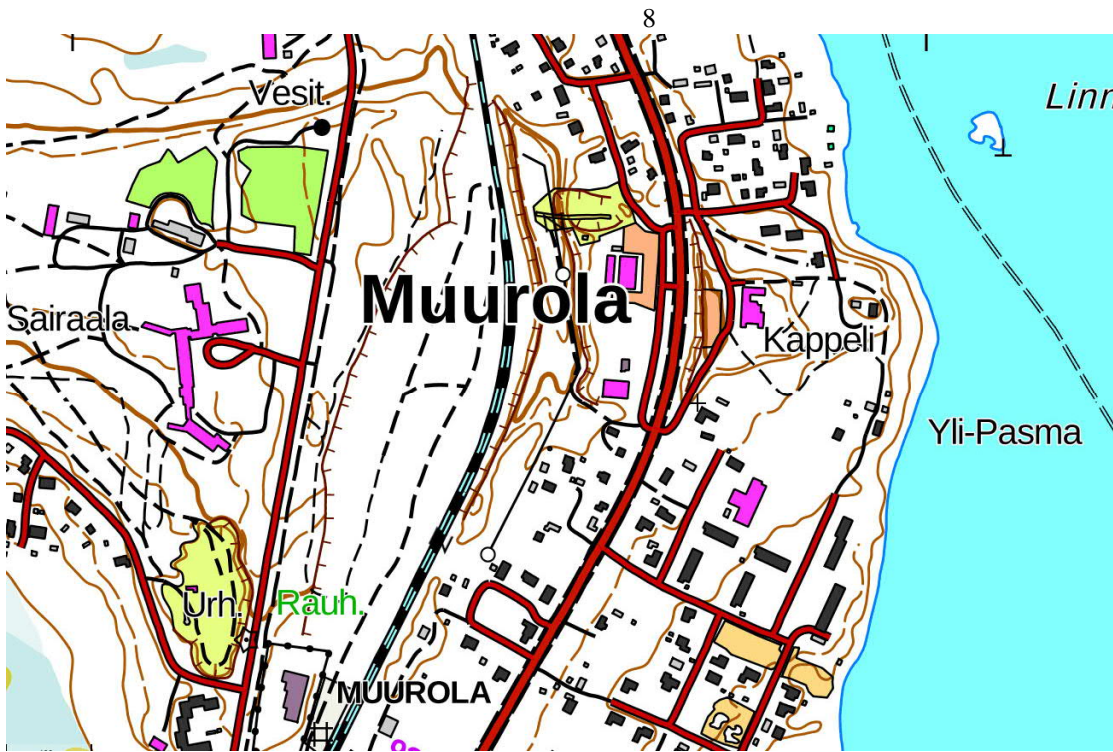 8
Vesit.
Linn
Muurola
Sairaala
Kappeli
Yli-Pasma
Urh.
Rauh.
MUUROLA